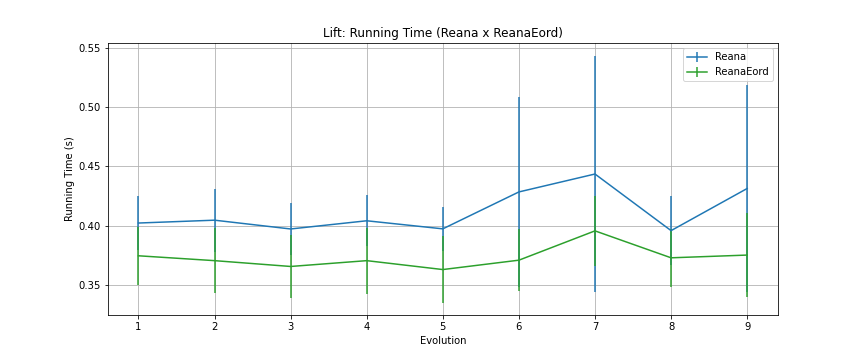 Lift: Running Time (Reana x ReanaEord)
Running Time (s)
0.55
0.50
0.45
0.40
0.35
Reana
ReanaEord
1 2 3 4 5 6 7 8 9
Evolution